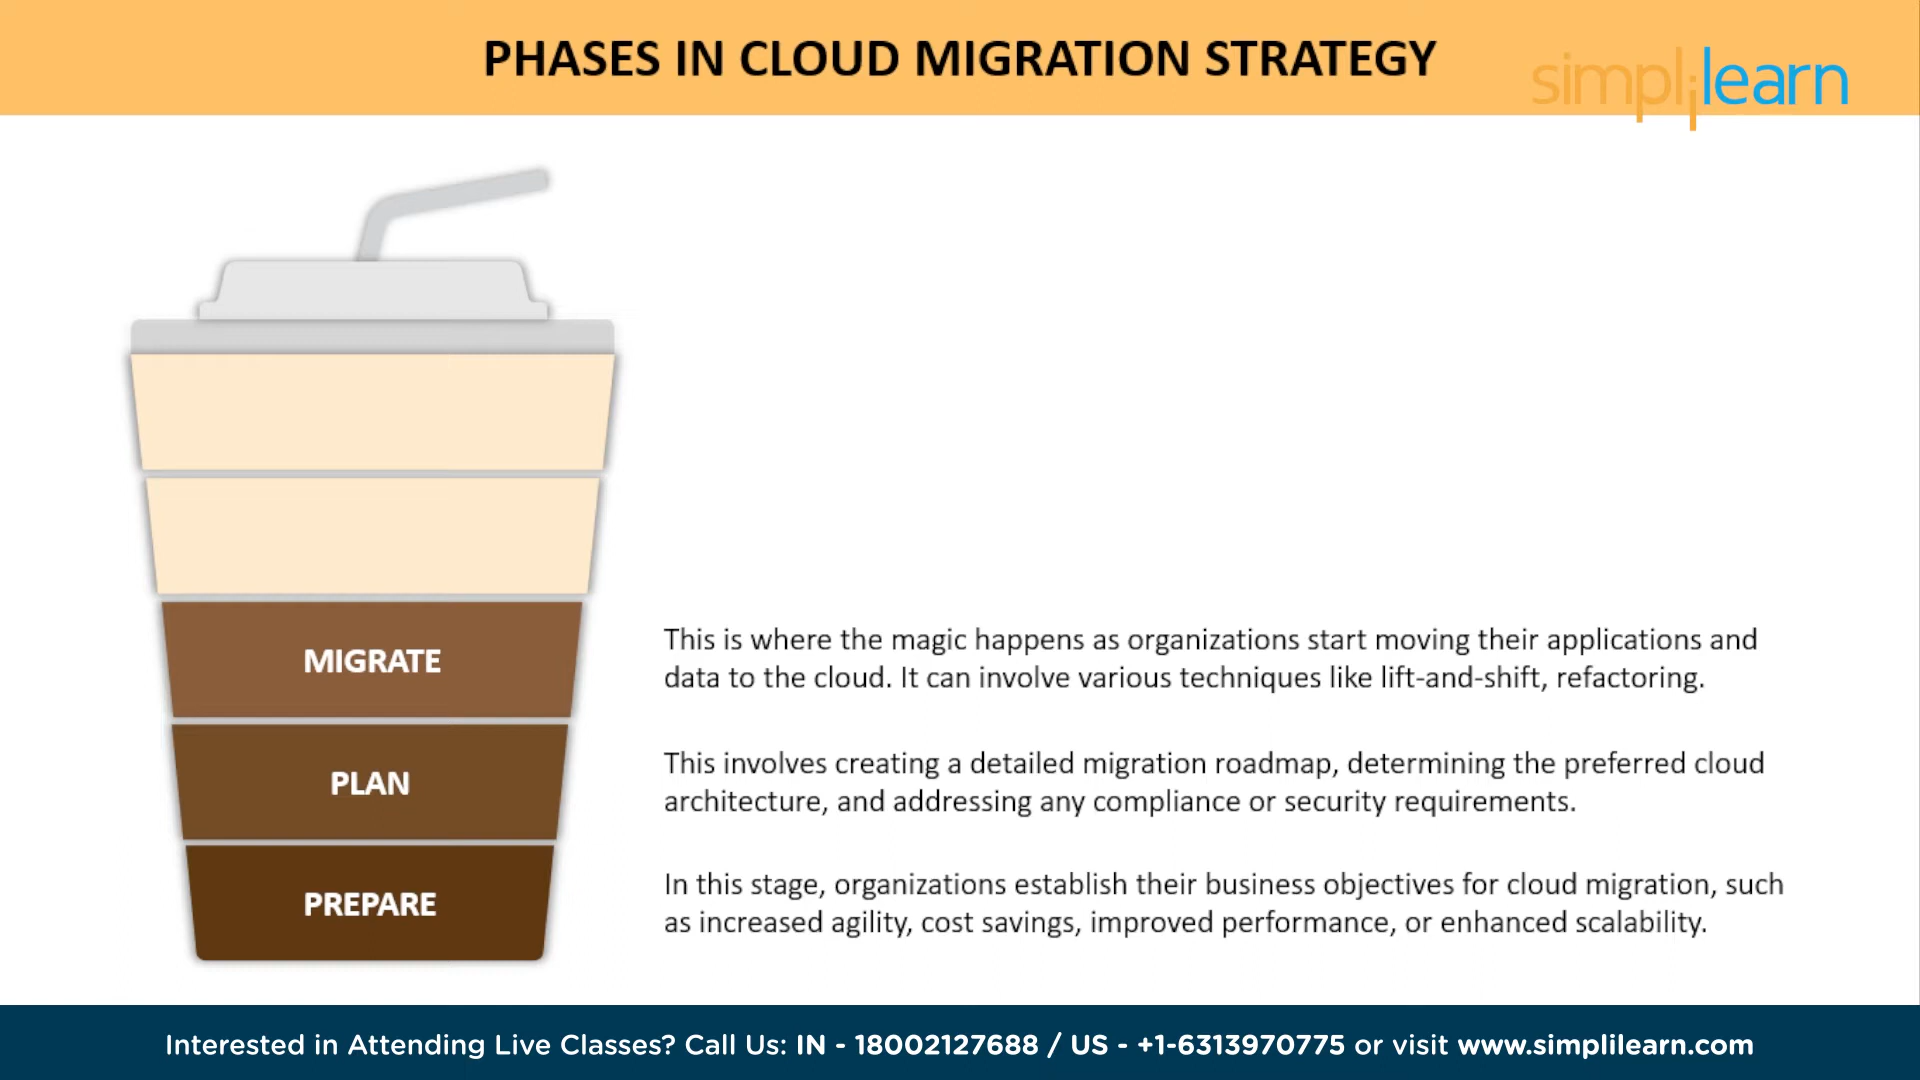 PHASES IN CLOUD MIGRATION STRATEGY
simplilearn
MIGRATE
This is where the magic happens as organizations start moving their applications and
data to the cloud. It can involve various techniques like lift-and-shift, refactoring.
PLAN
This involves creating a detailed migration roadmap, determining the preferred cloud
architecture, and addressing any compliance or security requirements.
PREPARE
In this stage, organizations establish their business objectives for cloud migration, such
as increased agility, cost savings, improved performance, or enhanced scalability.
Interested in Attending Live Classes? Call Us: IN - 18002127688 / US - +1-6313970775 or visit www.simplilearn.com